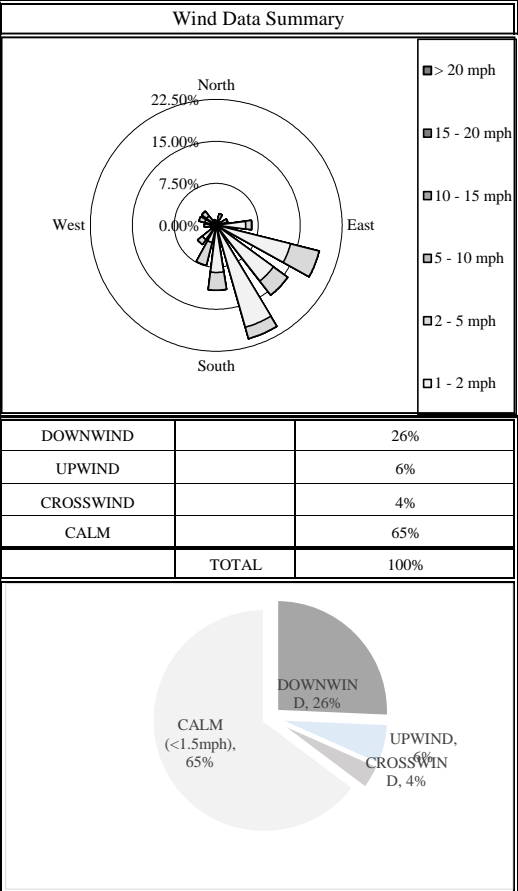 Wind Data Summary
North
22.50%
15.00%
7.50%
West
0.00%
East
South
> 20 mph
15 - 20 mph
10 - 15 mph
5 - 10 mph
2 - 5 mph
1 - 2 mph
DOWNWIND 26%
UPWIND 6%
CROSSWIND 4%
CALM 65%
TOTAL 100%
DOWNWIN
D, 26%
CALM
(<1.5mph),
65%
UPWIND,
6%
CROSSWIN
D, 4%